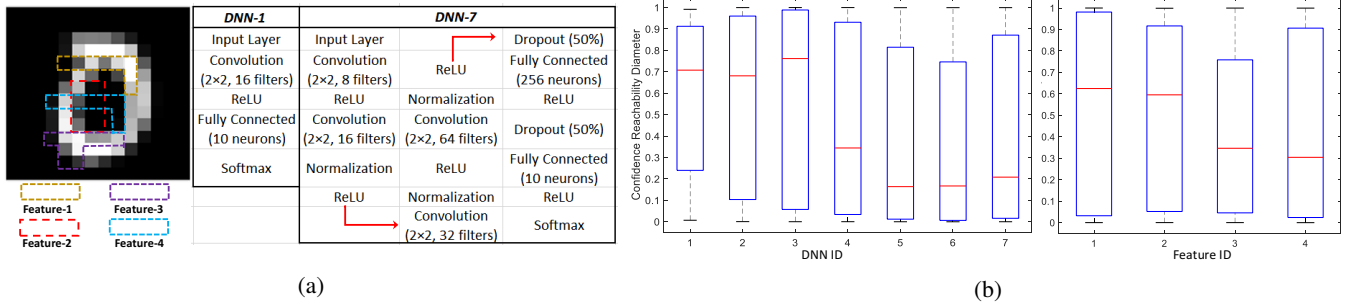 Feature-1
Feature-3
Feature-2
Feature-4
DNN-1
DNN-7
Input Layer
Input Layer
Dropout (50%)
Convolution
(2×2, 16 filters)
Convolution
(2×2, 8 filters)
ReLU
Fully Connected
(256 neurons)
ReLU
ReLU
Normalization
ReLU
Fully Connected
(10 neurons)
Convolution
(2×2, 16 filters)
Convolution
(2×2, 64 filters)
Dropout (50%)
Softmax
Normalization
ReLU
Fully Connected
(10 neurons)
ReLU
Normalization
ReLU
Convolution
(2×2, 32 filters)
Softmax
(a)
Confidence Reachability Diameter
1
0.9
0.8
0.7
0.6
0.5
0.4
0.3
0.2
0.1
0
1 2 3 4 5 6 7
DNN ID
1
0.9
0.8
0.7
0.6
0.5
0.4
0.3
0.2
0.1
0
1 2 3 4
Feature ID
(b)